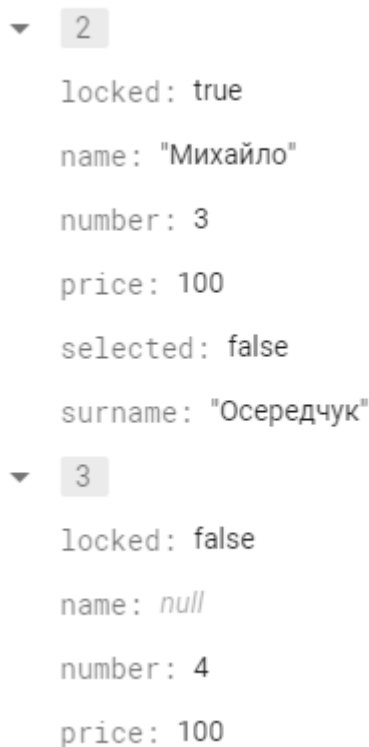 2
locked: true
name: "Михайло"
number: 3
price: 100
selected: false
surname: "Осередчук"
3
locked: false
name: null
number: 4
price: 100